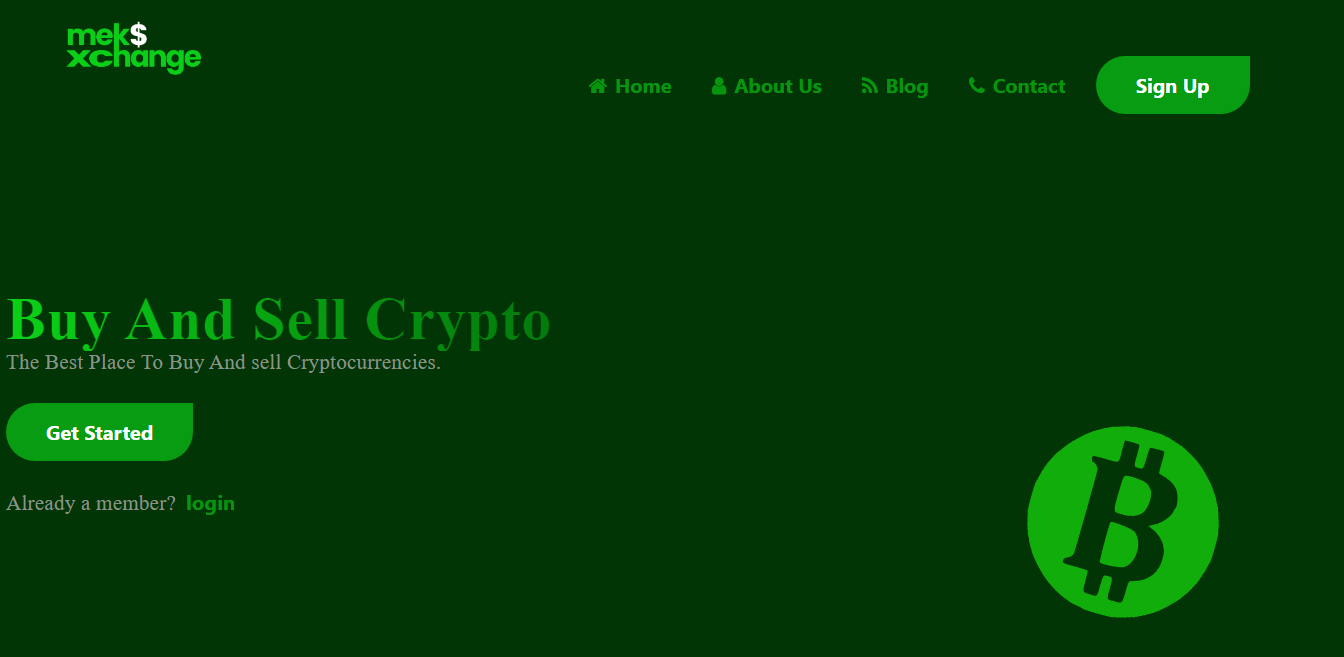 mek$
xchange
Home About Us Blog Contact Sign Up
Buy And Sell Crypto
The Best Place To Buy And sell Cryptocurrencies.
Get Started
Already a member? login